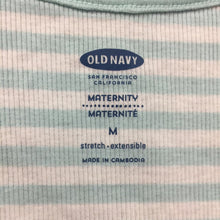 OLD NAVY
SAN FRANCISCO
CALIFORNIA
MATERNITY
MATERNITÉ
M
stretch • extensible
MADE IN CAMBODIA